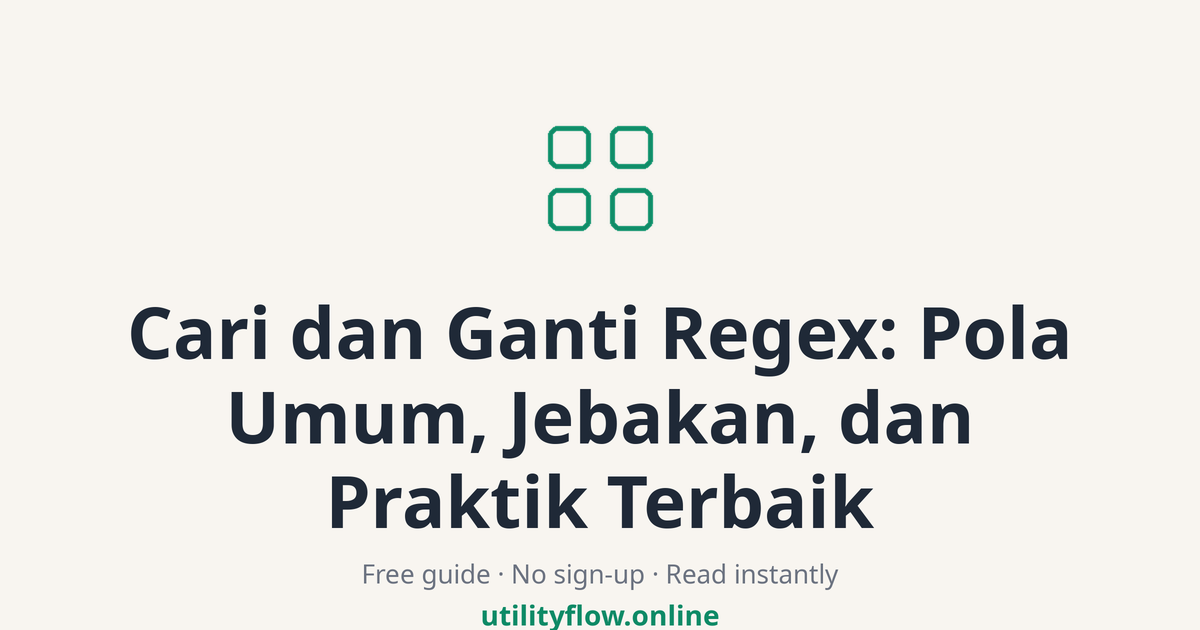 Cari dan Ganti Regex: Pola
Umum, Jebakan, dan
Praktik Terbaik
Free guide · No sign-up · Read instantly
utilityflow.online